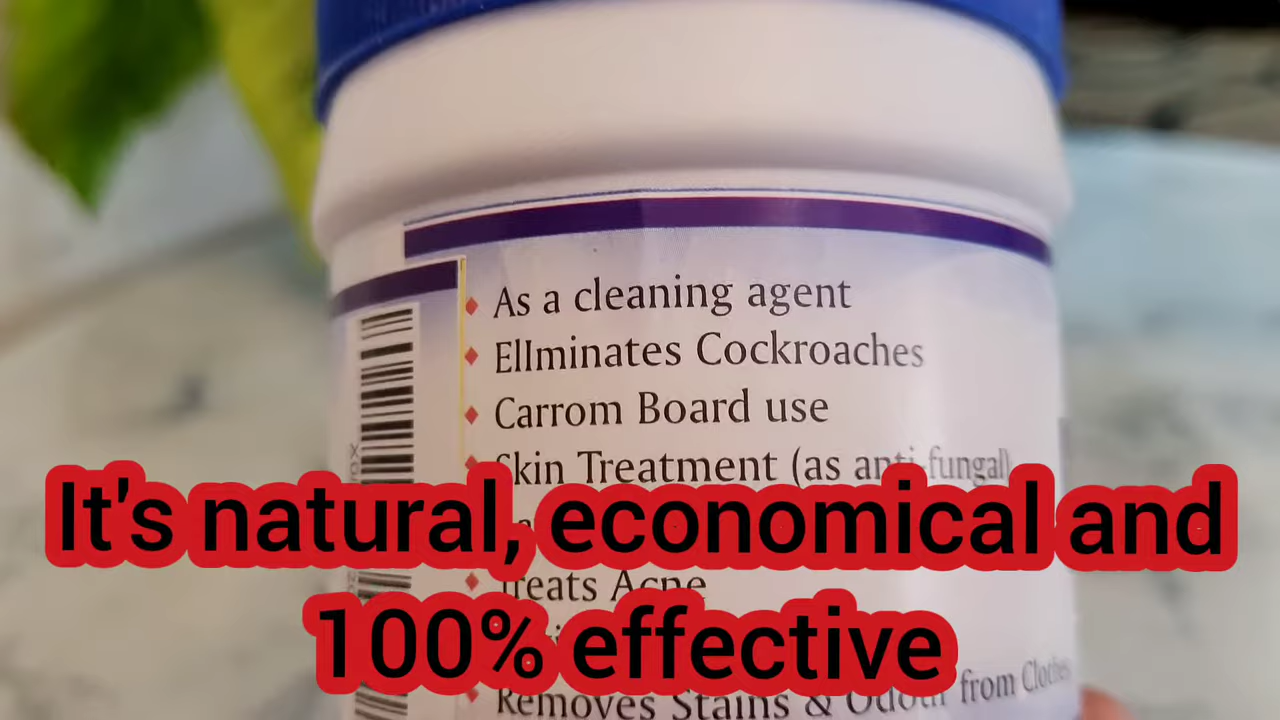 As a cleaning agent
Ellminates Cockroaches
Carrom Board use
Skin Treatment (as anti-fungal)
It's natural, economical and
Treats Acne
100% effective
Removes Stains & Odour from Clothes